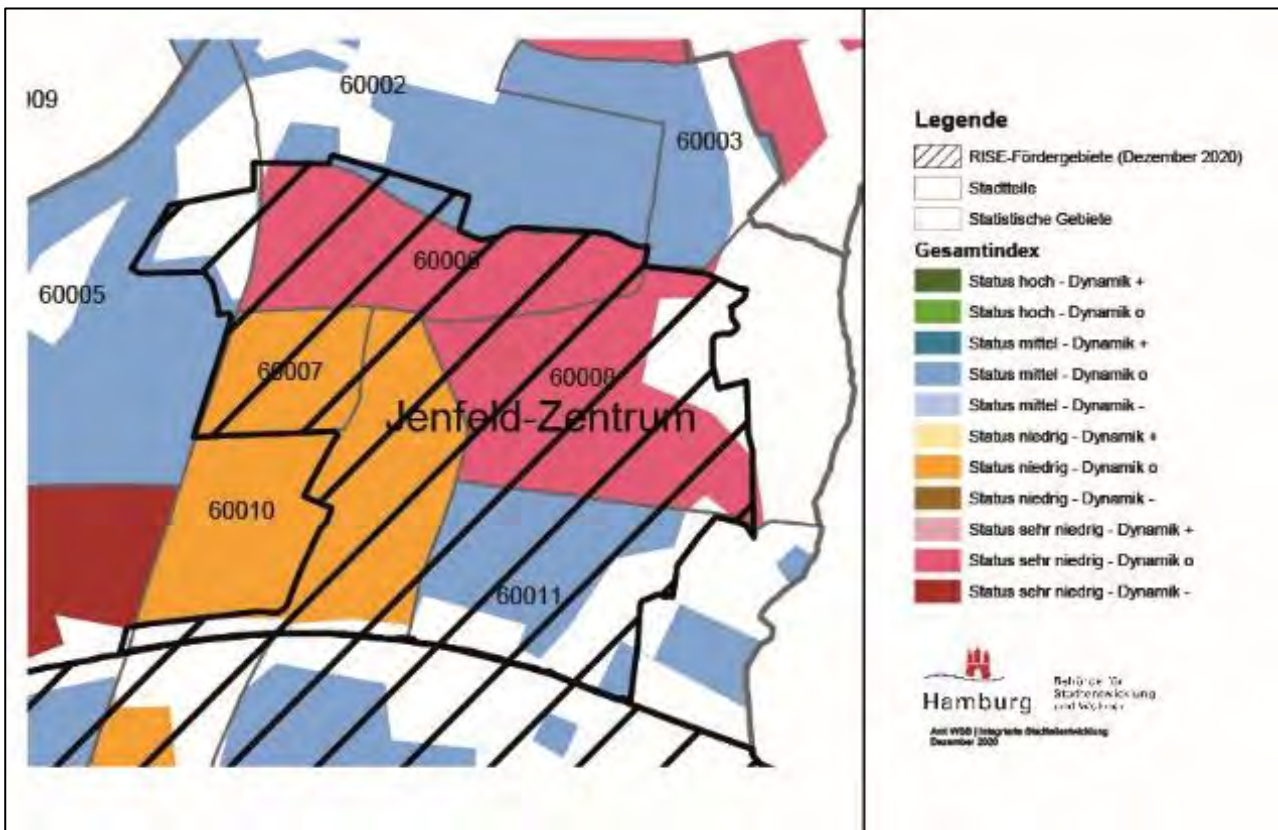 60002
60003
60006
60005
60007
60008
Jenfeld-Zentrum
60010
60011
Legende
RISE-Fördergebiete (Dezember 2020)
Stadtteile
Statistische Gebiete
Gesamtindex
Status hoch - Dynamik +
Status hoch - Dynamik o
Status mittel - Dynamik +
Status mittel - Dynamik o
Status mittel - Dynamik -
Status niedrig - Dynamik +
Status niedrig - Dynamik o
Status niedrig - Dynamik -
Status sehr niedrig - Dynamik +
Status sehr niedrig - Dynamik o
Status sehr niedrig - Dynamik -
Hamburg
Behörde für
Stadtentwicklung
und Wohnen
Amt WSB | Integrierte Stadtteilentwicklung
Dezember 2020